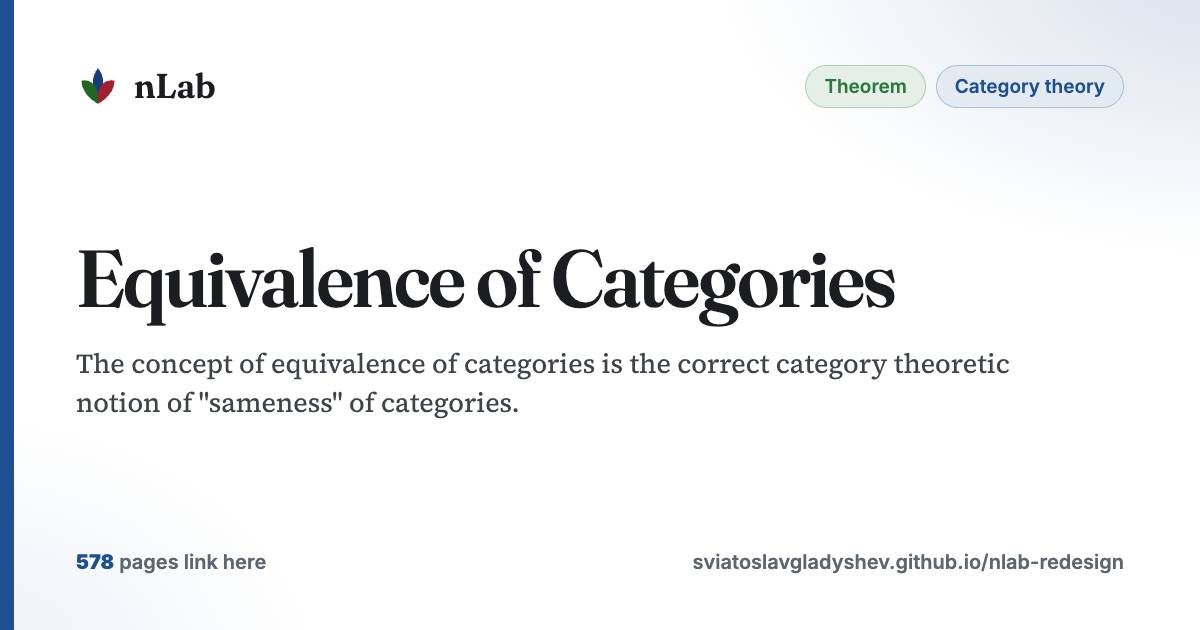 nLab
Theorem
Category theory
Equivalence of Categories
The concept of equivalence of categories is the correct category theoretic
notion of "sameness" of categories.
578 pages link here
sviatoslavgladyshev.github.io/nlab-redesign